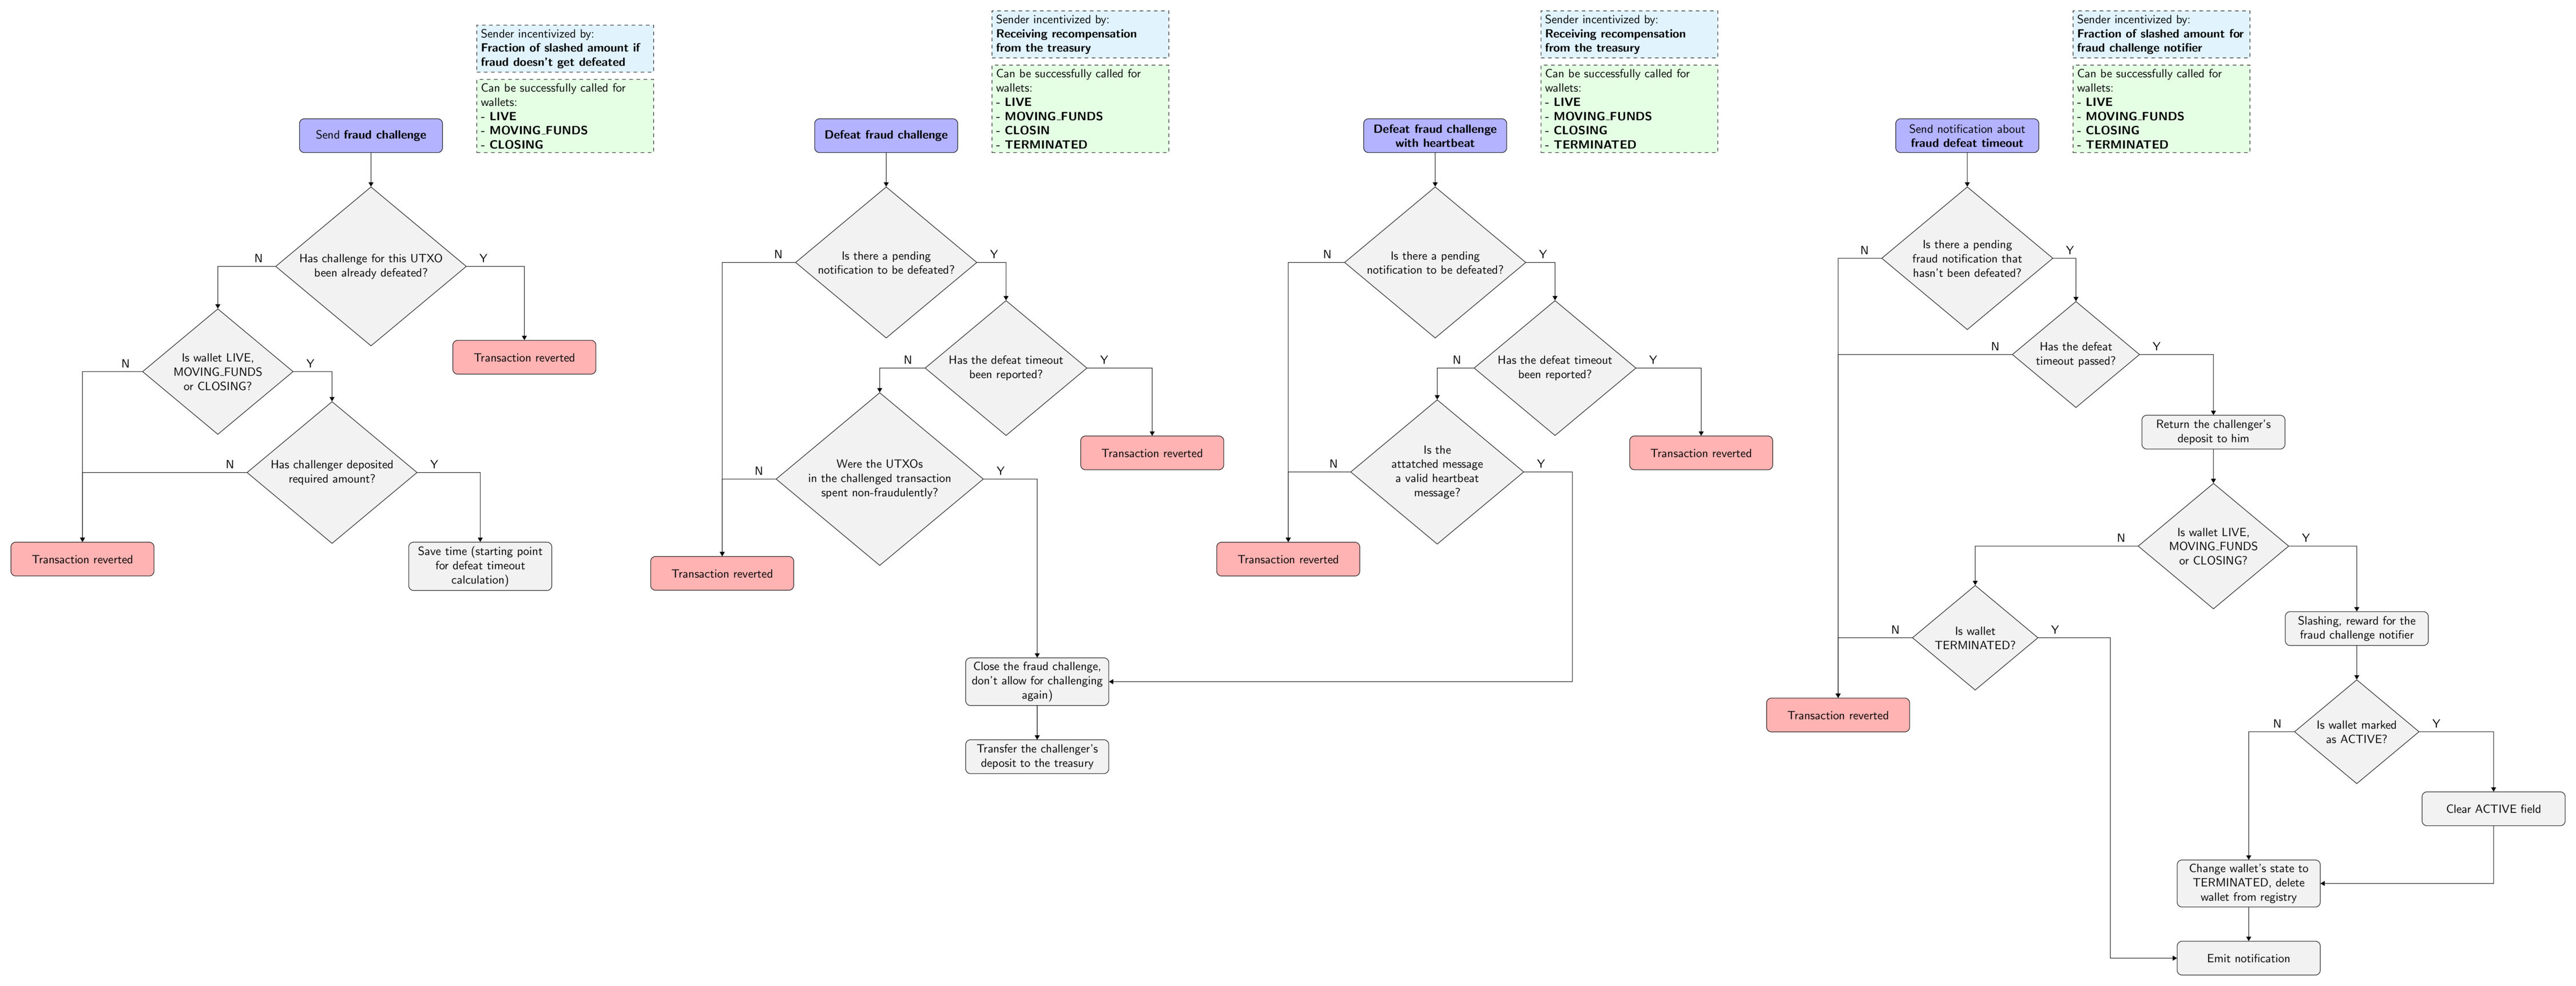 Sender incentivized by:
Fraction of slashed amount if
fraud doesn't get defeated
Can be successfully called for
wallets:
- LIVE
- MOVING_FUNDS
- CLOSING
Send fraud challenge
Has challenge for this UTXO
been already defeated?
N
Y
Transaction reverted
Is wallet LIVE,
MOVING_FUNDS
or CLOSING?
N
Y
Has challenger deposited
required amount?
N
Y
Transaction reverted
Save time (starting point
for defeat timeout
calculation)
Sender incentivized by:
Receiving recompensation
from the treasury
Can be successfully called for
wallets:
- LIVE
- MOVING_FUNDS
- CLOSIN
- TERMINATED
Defeat fraud challenge
Is there a pending
notification to be defeated?
N
Y
Has the defeat timeout
been reported?
N
Y
Transaction reverted
Were the UTXOs
in the challenged transaction
spent non-fraudulently?
N
Y
Transaction reverted
Close the fraud challenge,
don't allow for challenging
again)
Transfer the challenger's
deposit to the treasury
Sender incentivized by:
Receiving recompensation
from the treasury
Can be successfully called for
wallets:
- LIVE
- MOVING_FUNDS
- CLOSING
- TERMINATED
Defeat fraud challenge
with heartbeat
Is there a pending
notification to be defeated?
N
Y
Has the defeat timeout
been reported?
N
Y
Transaction reverted
Is the
attatched message
a valid heartbeat
message?
N
Y
Transaction reverted
Sender incentivized by:
Fraction of slashed amount for
fraud challenge notifier
Can be successfully called for
wallets:
- LIVE
- MOVING_FUNDS
- CLOSING
- TERMINATED
Send notification about
fraud defeat timeout
Is there a pending
fraud notification that
hasn't been defeated?
N
Y
Has the defeat
timeout passed?
N
Y
Return the challenger's
deposit to him
Is wallet LIVE,
MOVING_FUNDS
or CLOSING?
N
Y
Is wallet
TERMINATED?
N
Y
Slashing, reward for the
fraud challenge notifier
Transaction reverted
Is wallet marked
as ACTIVE?
N
Y
Clear ACTIVE field
Change wallet's state to
TERMINATED, delete
wallet from registry
Emit notification